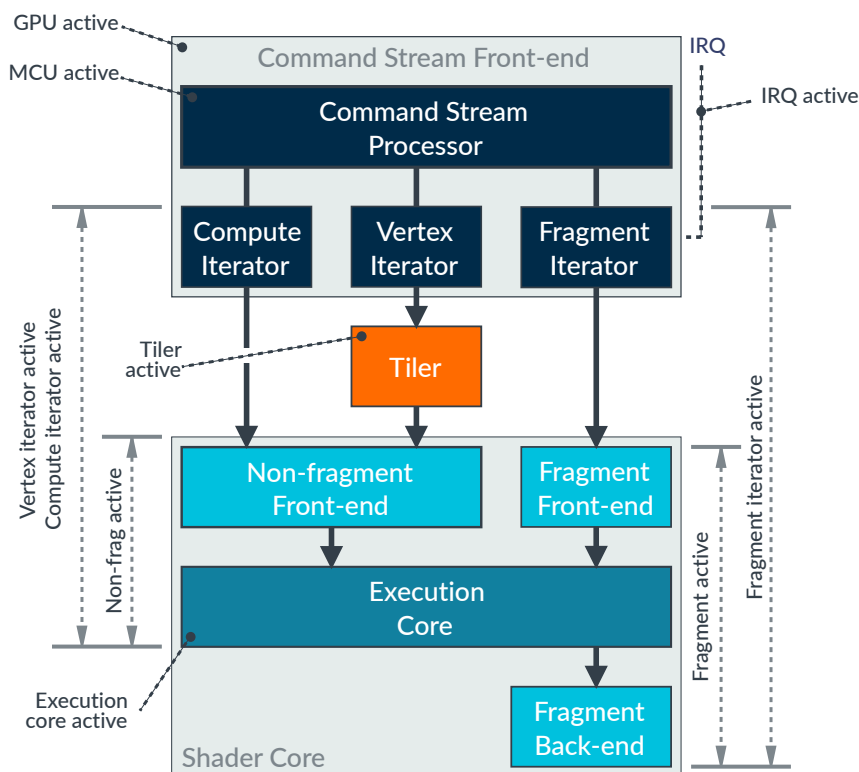 GPU active
Command Stream Front-end
IRQ
MCU active
IRQ active
Command Stream
Processor
Compute
Iterator
Vertex
Iterator
Fragment
Iterator
Tiler
active
Tiler
Vertex iterator active
Compute iterator active
Non-frag active
Non-fragment
Front-end
Fragment
Front-end
Fragment active
Fragment iterator active
Execution
Core
Execution
core active
Fragment
Back-end
Shader Core